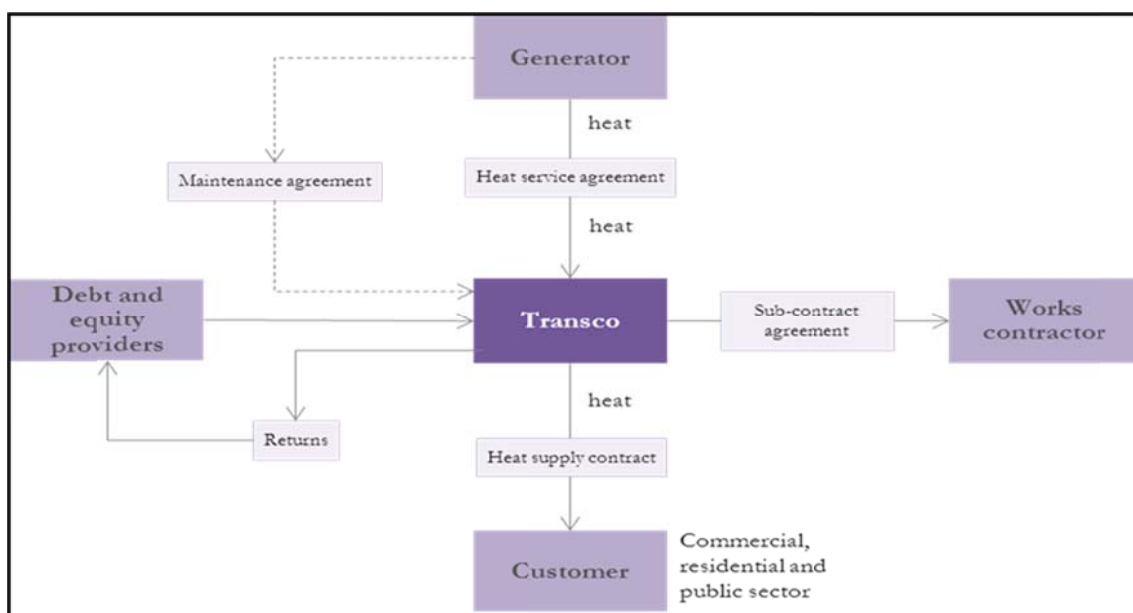 Generator
heat
Maintenance agreement
Heat service agreement
heat
Debt and
equity
providers
Transco
Sub-contract
agreement
Works
contractor
heat
Returns
Heat supply contract
Customer
Commercial,
residential and
public sector